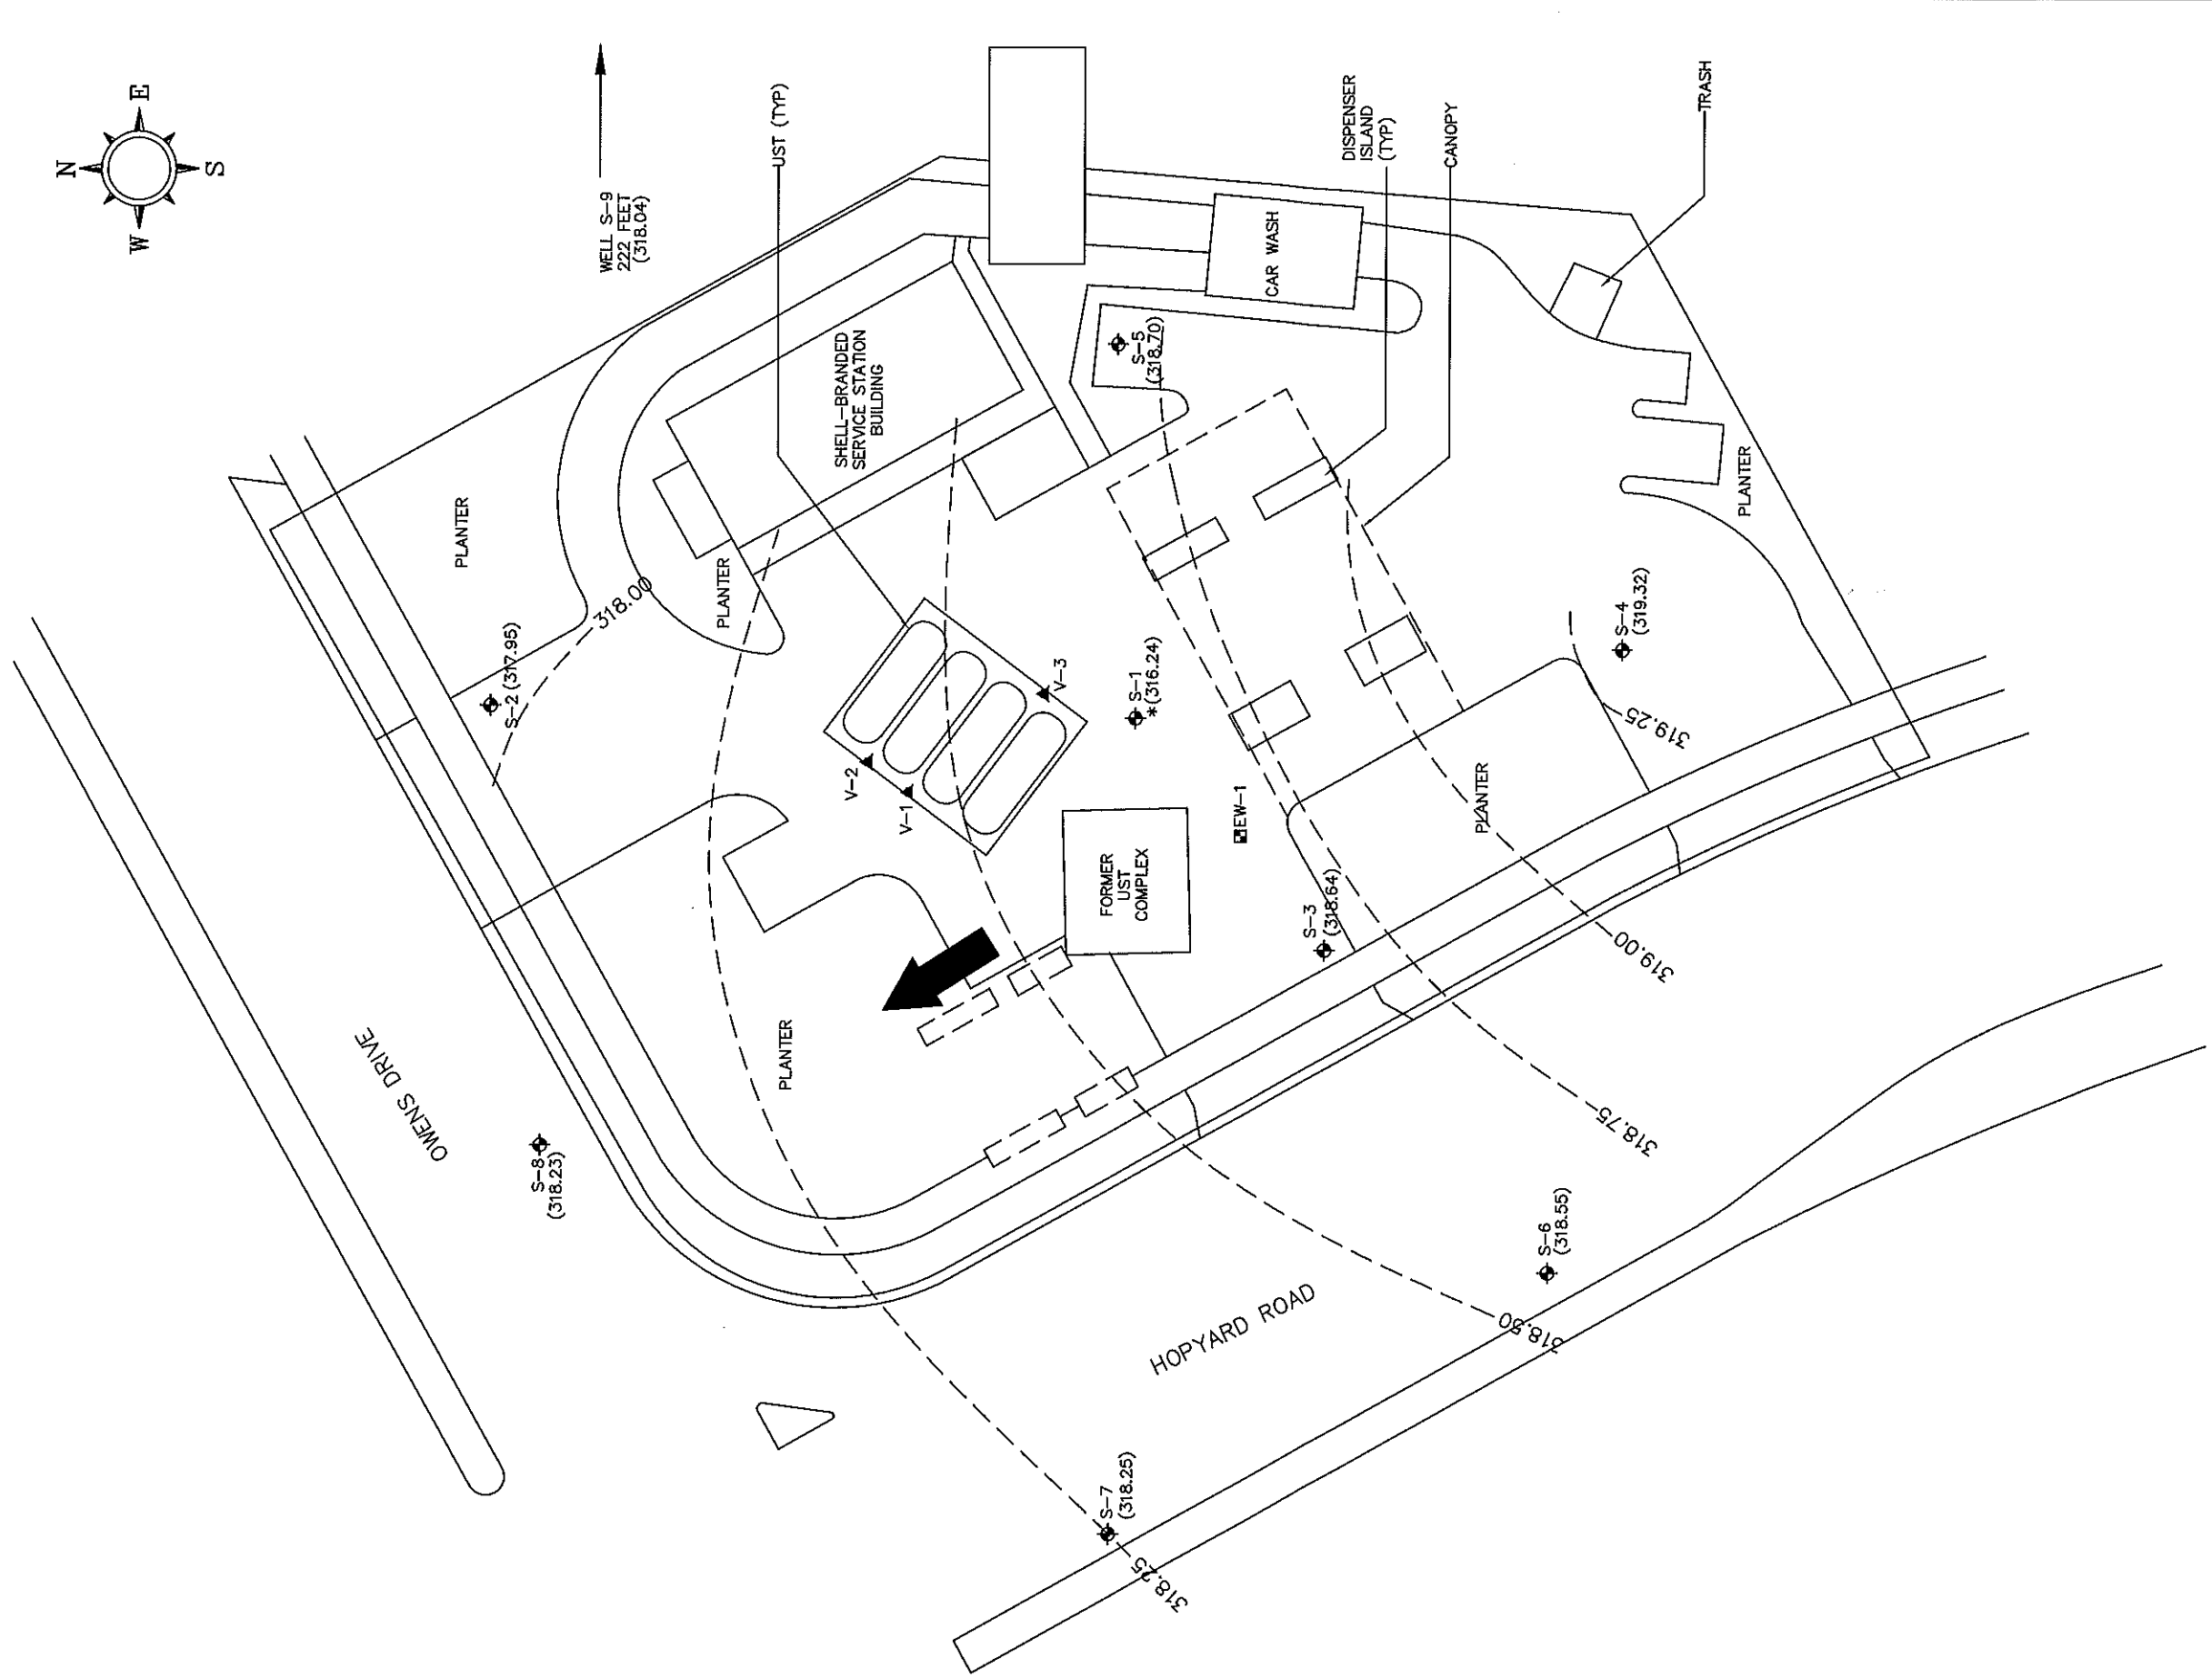 N
E
S
W
WELL S-9
222 FEET
(318.04)
UST (TYP)
DISPENSER
ISLAND
(TYP)
CANOPY
TRASH
CAR WASH
SHELL-BRANDED
SERVICE STATION
BUILDING
S-5
(318.70)
PLANTER
PLANTER
PLANTER
318.00
S-2 (317.95)
V-2
V-1
V-3
S-1
*(316.24)
S-4
(319.32)
319.25
PLANTER
EW-1
FORMER
UST
COMPLEX
S-3
(318.64)
319.00
PLANTER
OWENS DRIVE
S-8
(318.23)
318.75
S-6
(318.55)
318.50
HOPYARD ROAD
S-7
(318.25)
318.25